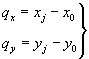 q_x = x_j − x_0
q_y = y_j − y_0 }